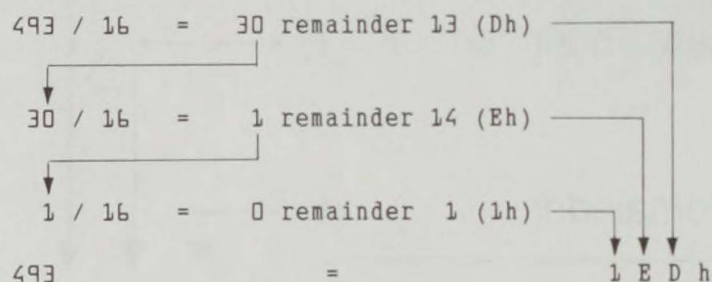 493 / 16 = 30 remainder 13 (Dh)
30 / 16 = 1 remainder 14 (Eh)
1 / 16 = 0 remainder 1 (1h)
493 = 1 E D h